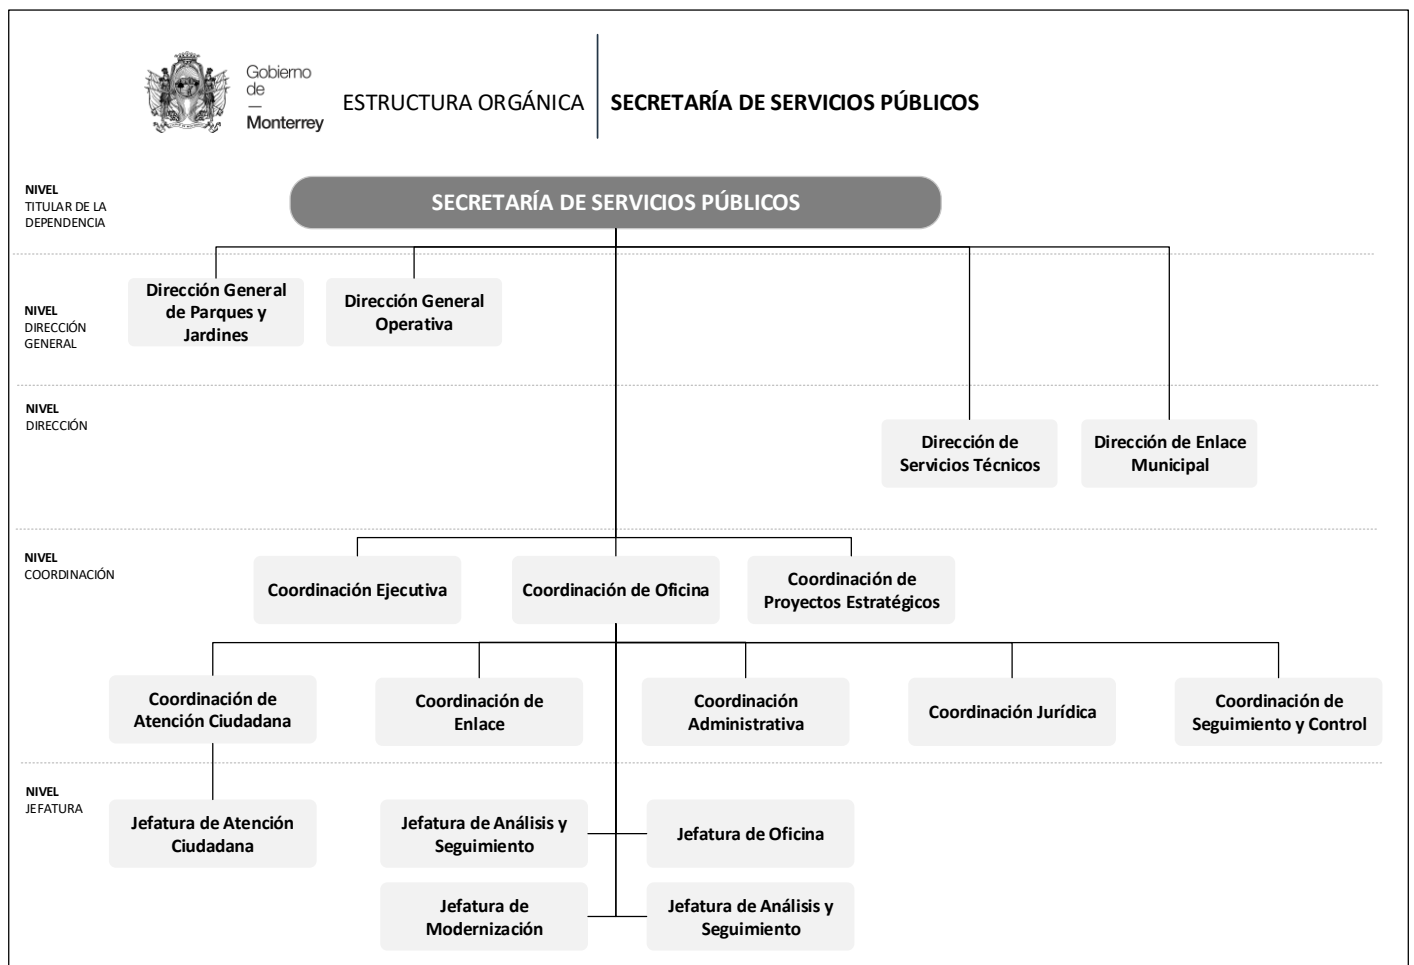 Gobierno
de
—
Monterrey
ESTRUCTURA ORGÁNICA
SECRETARÍA DE SERVICIOS PÚBLICOS
NIVEL
TITULAR DE LA
DEPENDENCIA
SECRETARÍA DE SERVICIOS PÚBLICOS
NIVEL
DIRECCIÓN
GENERAL
Dirección General
de Parques y
Jardines
Dirección General
Operativa
NIVEL
DIRECCIÓN
Dirección de
Servicios Técnicos
Dirección de Enlace
Municipal
NIVEL
COORDINACIÓN
Coordinación Ejecutiva
Coordinación de Oficina
Coordinación de
Proyectos Estratégicos
Coordinación de
Atención Ciudadana
Coordinación de
Enlace
Coordinación
Administrativa
Coordinación Jurídica
Coordinación de
Seguimiento y Control
NIVEL
JEFATURA
Jefatura de Atención
Ciudadana
Jefatura de Análisis y
Seguimiento
Jefatura de Oficina
Jefatura de
Modernización
Jefatura de Análisis y
Seguimiento